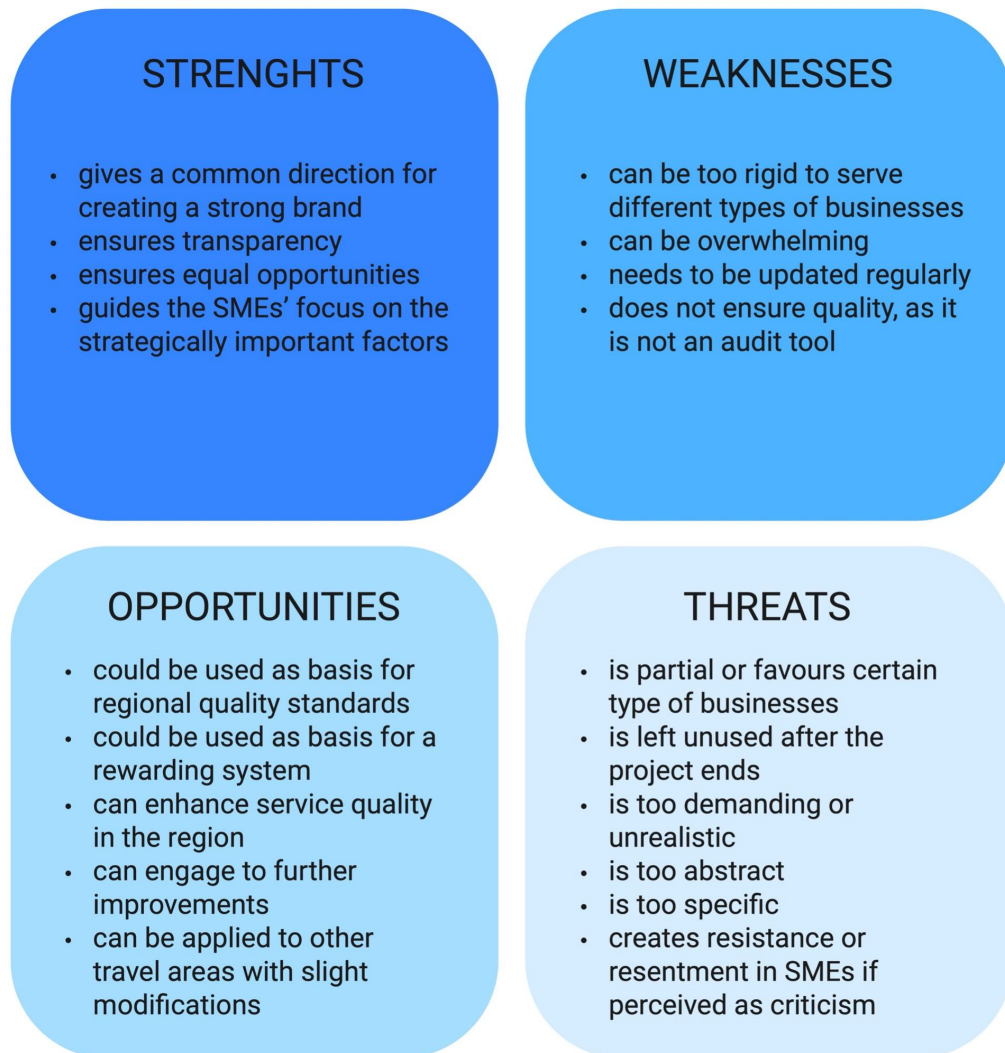 STRENGHTS
• gives a common direction for
creating a strong brand
• ensures transparency
• ensures equal opportunities
• guides the SMEs’ focus on the
strategically important factors
WEAKNESSES
• can be too rigid to serve
different types of businesses
• can be overwhelming
• needs to be updated regularly
• does not ensure quality, as it
is not an audit tool
OPPORTUNITIES
• could be used as basis for
regional quality standards
• could be used as basis for a
rewarding system
• can enhance service quality
in the region
• can engage to further
improvements
• can be applied to other
travel areas with slight
modifications
THREATS
• is partial or favours certain
type of businesses
• is left unused after the
project ends
• is too demanding or
unrealistic
• is too abstract
• is too specific
• creates resistance or
resentment in SMEs if
perceived as criticism